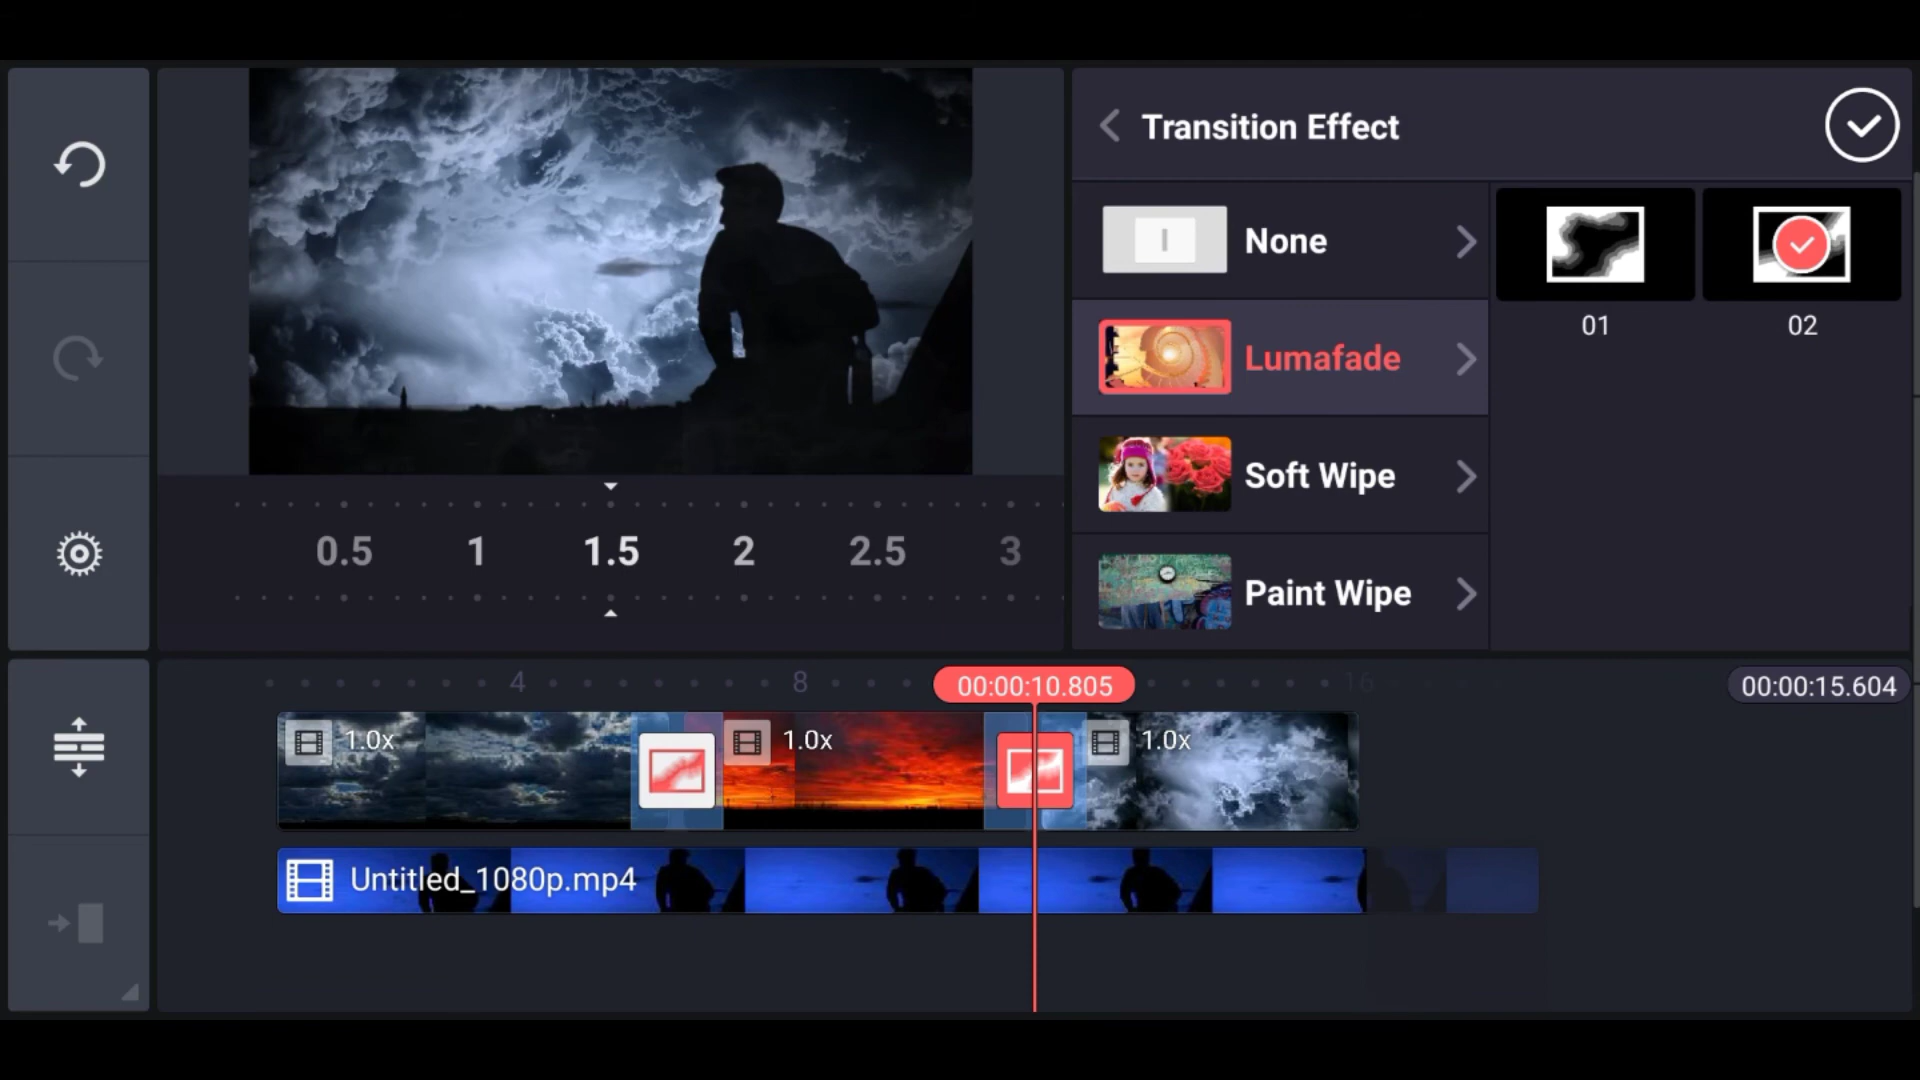 Transition Effect
None
01
02
Lumafade
Soft Wipe
Paint Wipe
0.5 1 1.5 2 2.5 3
4 8 00:00:10.805 16 00:00:15.604
1.0x 1.0x 1.0x
Untitled_1080p.mp4